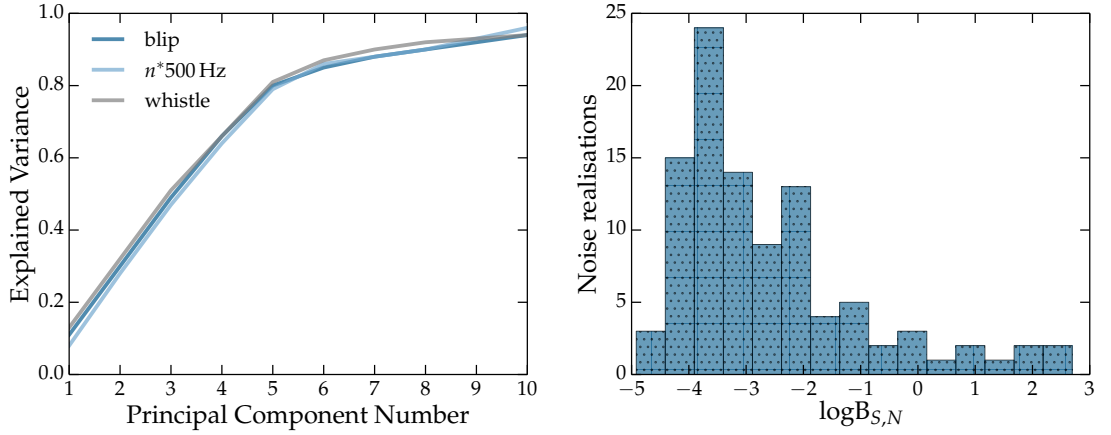 1.0
0.8
0.6
0.4
0.2
0.0
Explained Variance
blip
n*500 Hz
whistle
1 2 3 4 5 6 7 8 9 10
Principal Component Number
25
20
15
10
5
0
Noise realisations
−5 −4 −3 −2 −1 0 1 2 3
logB_{S,N}